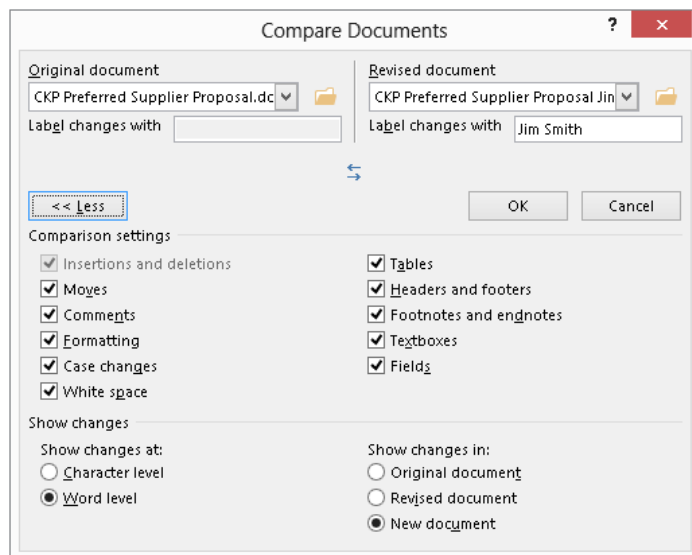 Compare Documents
? ×
Original document
Revised document
CKP Preferred Supplier Proposal.dc
CKP Preferred Supplier Proposal Jin
Label changes with
Label changes with Jim Smith
<< Less
OK
Cancel
Comparison settings
Insertions and deletions
Tables
Moves
Headers and footers
Comments
Footnotes and endnotes
Formatting
Textboxes
Case changes
Fields
White space
Show changes
Show changes at:
Show changes in:
Character level
Original document
Word level
Revised document
New document